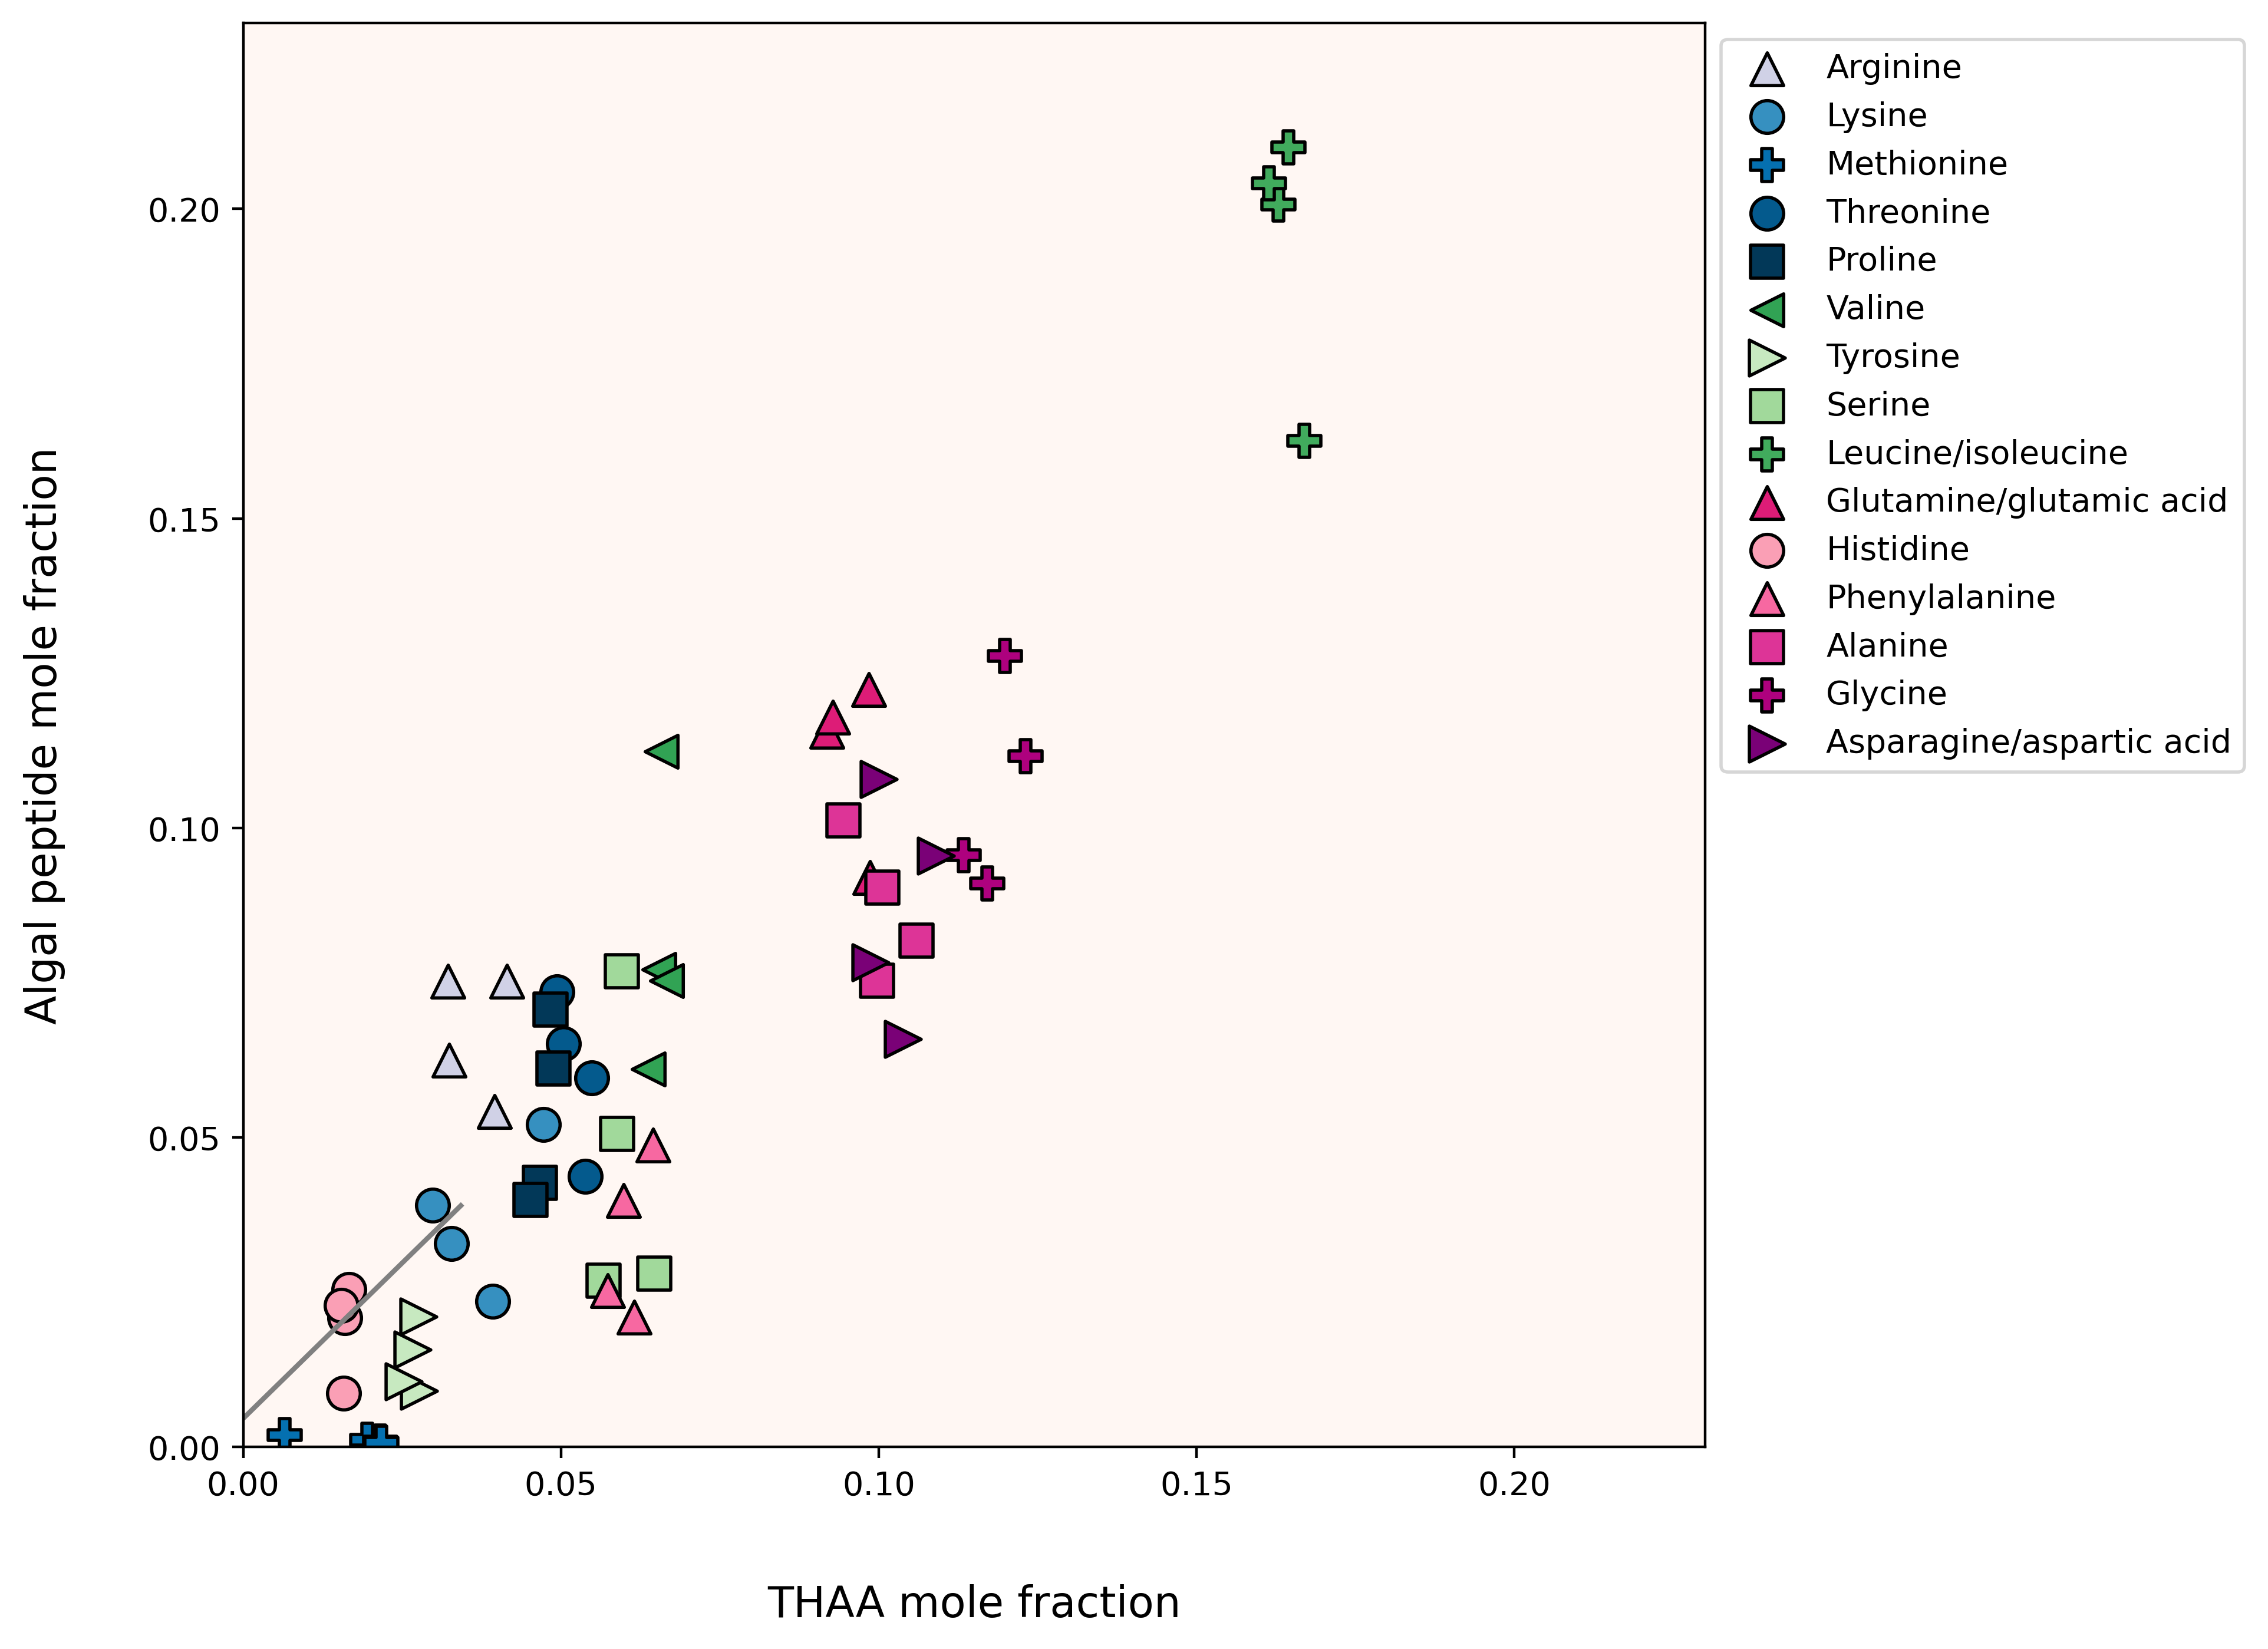 Algal peptide mole fraction
0.20
0.15
0.10
0.05
0.00
0.00 0.05 0.10 0.15 0.20
THAA mole fraction
Arginine
Lysine
Methionine
Threonine
Proline
Valine
Tyrosine
Serine
Leucine/isoleucine
Glutamine/glutamic acid
Histidine
Phenylalanine
Alanine
Glycine
Asparagine/aspartic acid